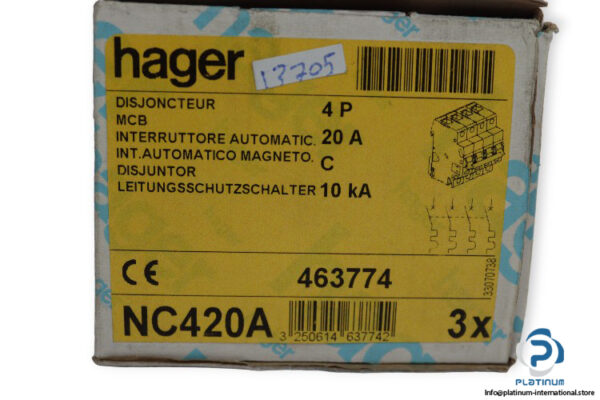 hager
13705
DISJONCTEUR 4 P
MCB
INTERRUTTORE AUTOMATIC. 20 A
INT.AUTOMATICO MAGNETO. C
DISJUNTOR
LEITUNGSSCHUTZSCHALTER 10 kA
33070738
CE 463774
NC420A 3x
3 250614 637742
PLATINUM
Info@platinum-international.store